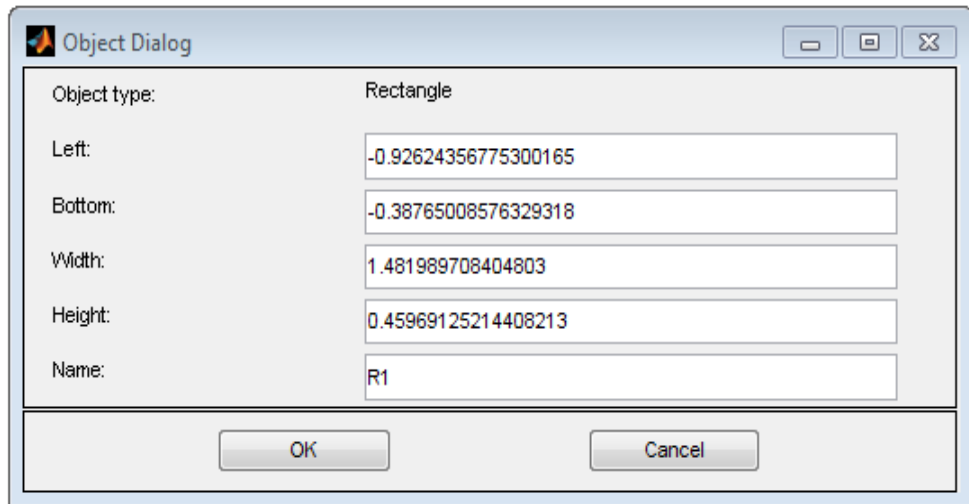 Object Dialog
Object type: Rectangle
Left: -0.92624356775300165
Bottom: -0.38765008576329318
Width: 1.481989708404803
Height: 0.45969125214408213
Name: R1
OK Cancel